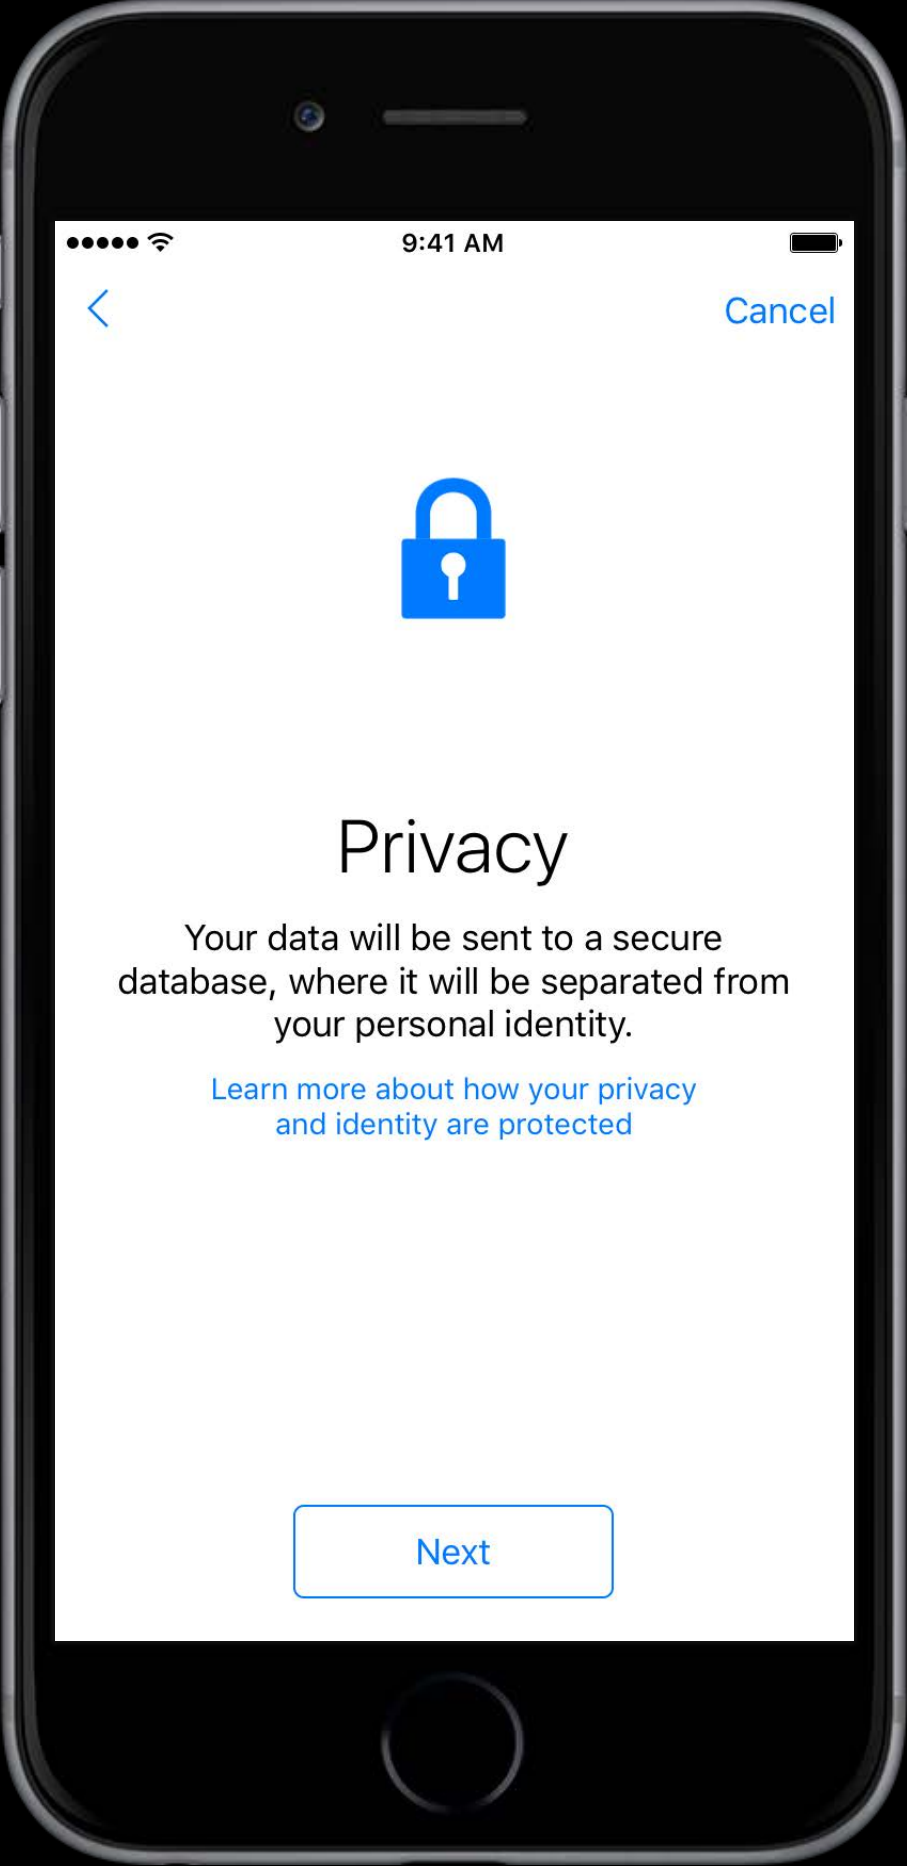 9:41 AM
Cancel
Privacy
Your data will be sent to a secure
database, where it will be separated from
your personal identity.
Learn more about how your privacy
and identity are protected
Next